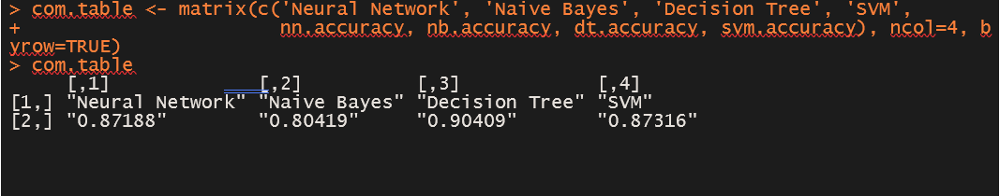 > com.table <- matrix(c('Neural Network', 'Naive Bayes', 'Decision Tree', 'SVM',
+ nn.accuracy, nb.accuracy, dt.accuracy, svm.accuracy), ncol=4, b
yrow=TRUE)
> com.table
[,1] [,2] [,3] [,4]
[1,] "Neural Network" "Naive Bayes" "Decision Tree" "SVM"
[2,] "0.87188" "0.80419" "0.90409" "0.87316"